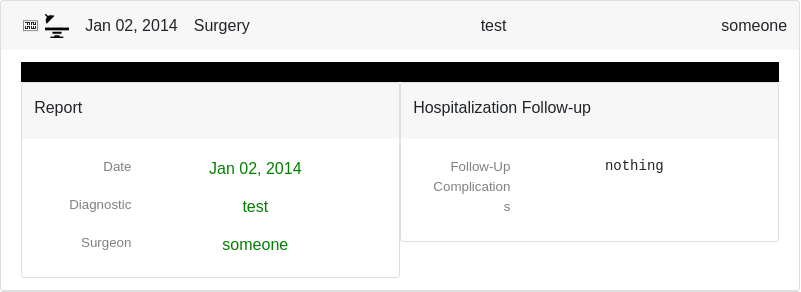 Jan 02, 2014 Surgery test someone
Report
Hospitalization Follow-up
Date Jan 02, 2014
Diagnostic test
Surgeon someone
Follow-Up nothing
Complication
s